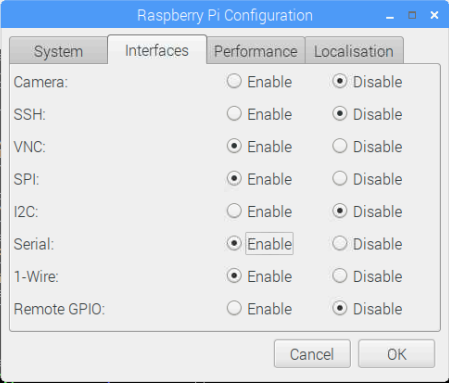 Raspberry Pi Configuration
System Interfaces Performance Localisation
Camera: Enable Disable
SSH: Enable Disable
VNC: Enable Disable
SPI: Enable Disable
I2C: Enable Disable
Serial: Enable Disable
1-Wire: Enable Disable
Remote GPIO: Enable Disable
Cancel OK